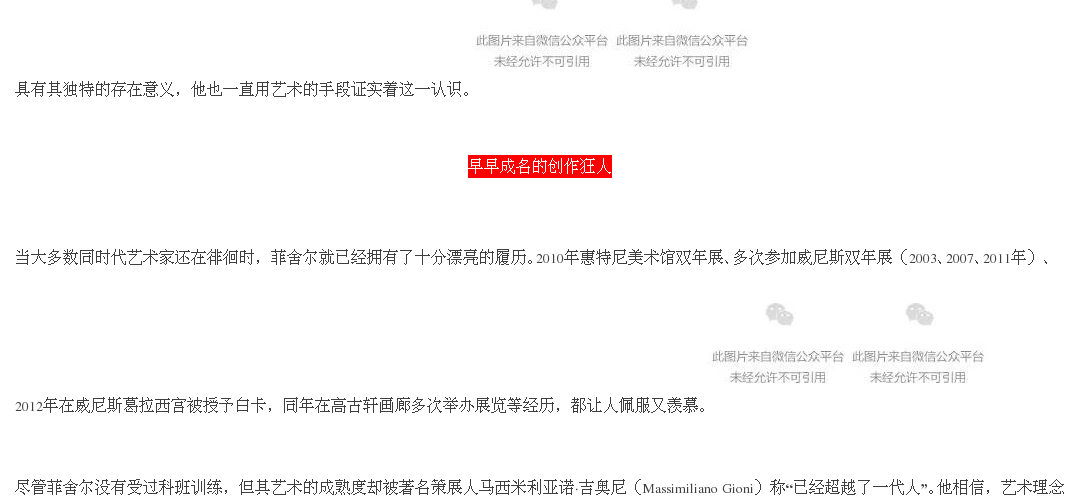 此图片来自微信公众平台 此图片来自微信公众平台
未经允许不可引用 未经允许不可引用
具有其独特的存在意义，他也一直用艺术的手段证实着这一认识。
早早成名的创作狂人
当大多数同时代艺术家还在徘徊时，菲舍尔就已经拥有了十分漂亮的履历。2010年惠特尼美术馆双年展、多次参加威尼斯双年展（2003、2007、2011年）、
此图片来自微信公众平台 此图片来自微信公众平台
未经允许不可引用 未经允许不可引用
2012年在威尼斯葛拉西宫被授予白卡，同年在高古轩画廊多次举办展览等经历，都让人佩服又羡慕。
尽管菲舍尔没有受过科班训练，但其艺术的成熟度却被著名策展人马西米利亚诺·吉奥尼（Massimiliano Gioni）称“已经超越了一代人”。他相信，艺术理念